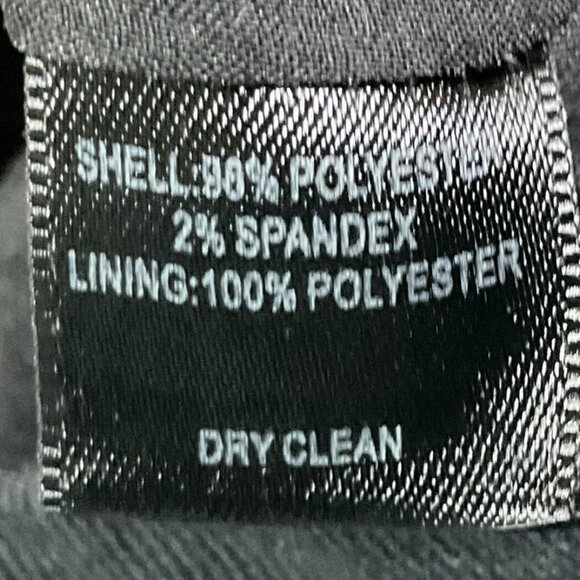 SHELL:98% POLYESTER
2% SPANDEX
LINING:100% POLYESTER
DRY CLEAN